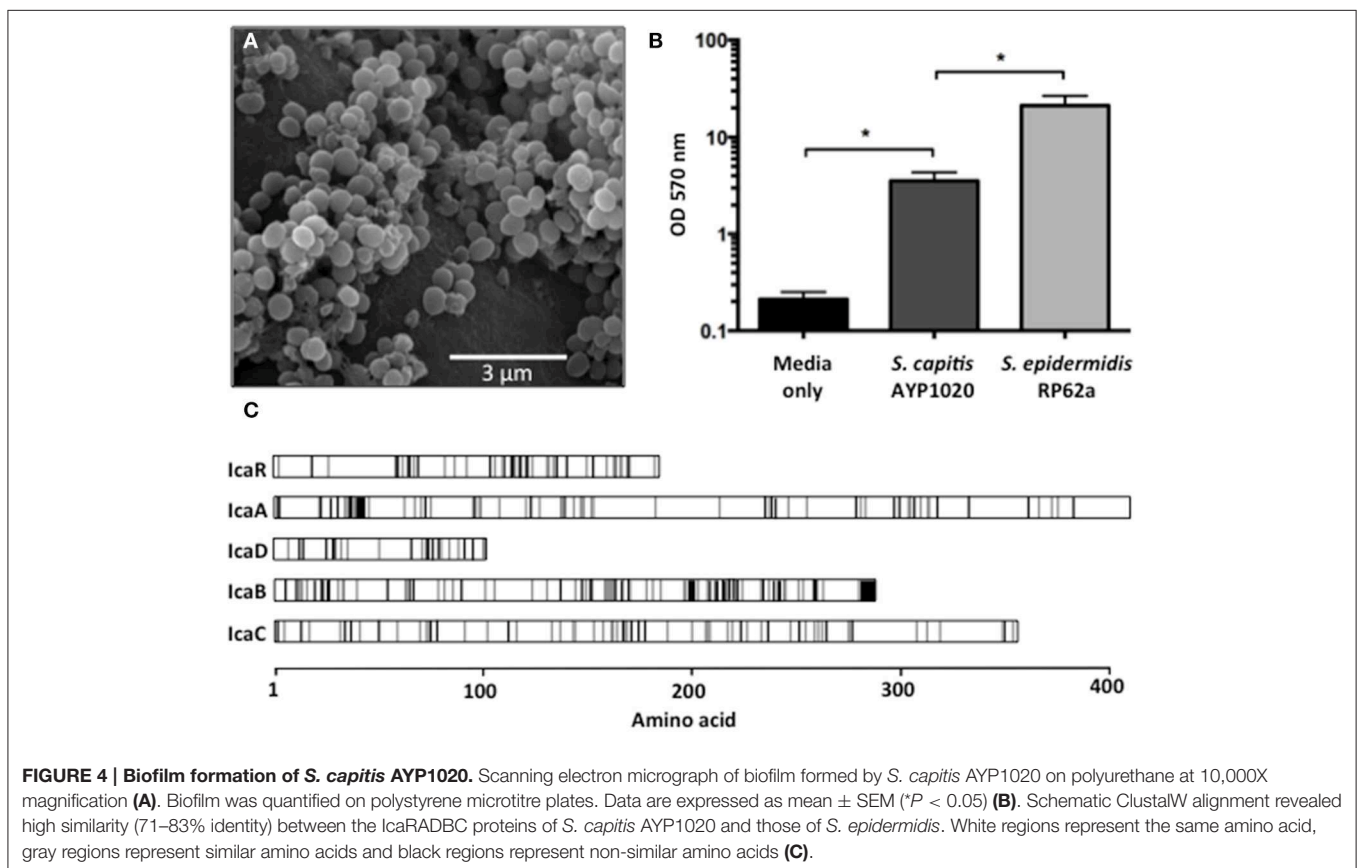 A
3 µm
B
100
10
1
0.1
OD 570 nm
*
*
Media only
S. capitis AYP1020
S. epidermidis RP62a
C
IcaR
IcaA
IcaD
IcaB
IcaC
1 100 200 300 400
Amino acid
FIGURE 4 | Biofilm formation of S. capitis AYP1020. Scanning electron micrograph of biofilm formed by S. capitis AYP1020 on polyurethane at 10,000X
magnification (A). Biofilm was quantified on polystyrene microtitre plates. Data are expressed as mean ± SEM (*P < 0.05) (B). Schematic ClustalW alignment revealed
high similarity (71–83% identity) between the IcaRADBC proteins of S. capitis AYP1020 and those of S. epidermidis. White regions represent the same amino acid,
gray regions represent similar amino acids and black regions represent non-similar amino acids (C).